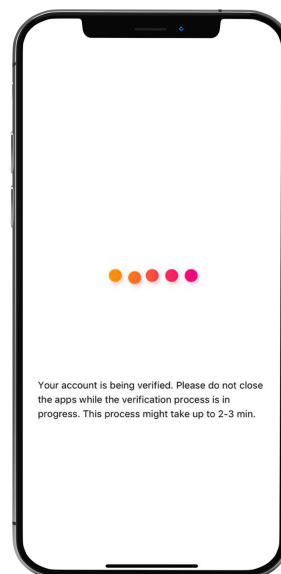 Your account is being verified. Please do not close
the apps while the verification process is in
progress. This process might take up to 2-3 min.